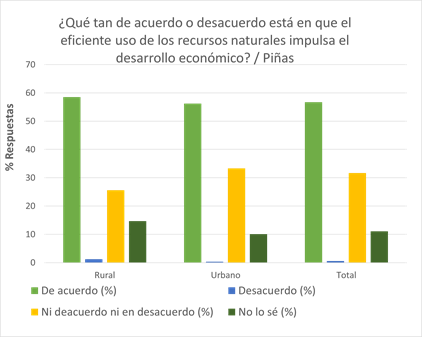 ¿Qué tan de acuerdo o desacuerdo está en que el
eficiente uso de los recursos naturales impulsa el
desarrollo económico? / Piñas
% Respuestas
70
60
50
40
30
20
10
0
Rural
Urbano
Total
De acuerdo (%)
Desacuerdo (%)
Ni deacuerdo ni en desacuerdo (%)
No lo sé (%)